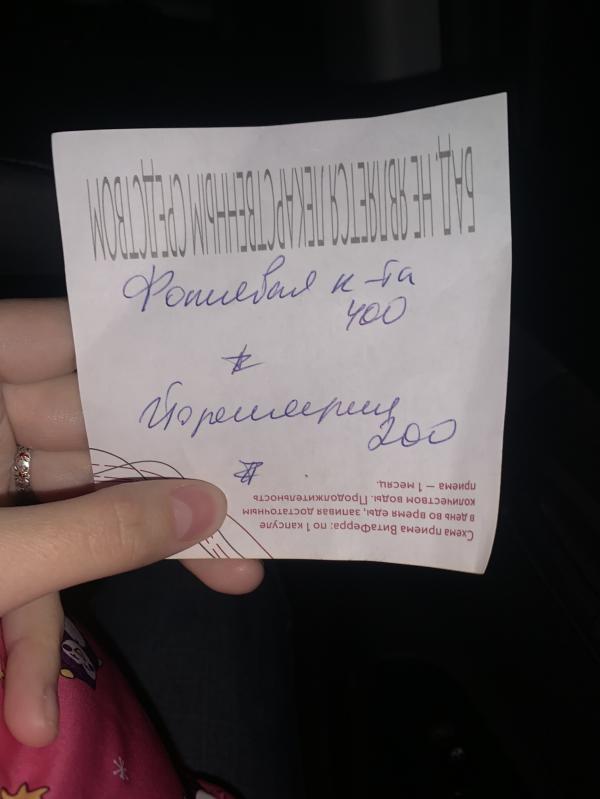 Фолиевая к-та
400
Йодомарин
200
Схема приема ВитаФерра: по 1 капсуле
в день во время еды, запивая достаточным
количеством воды. Продолжительность
приема — 1 месяц.
БАД. НЕ ЯВЛЯЕТСЯ ЛЕКАРСТВЕННЫМ СРЕДСТВОМ